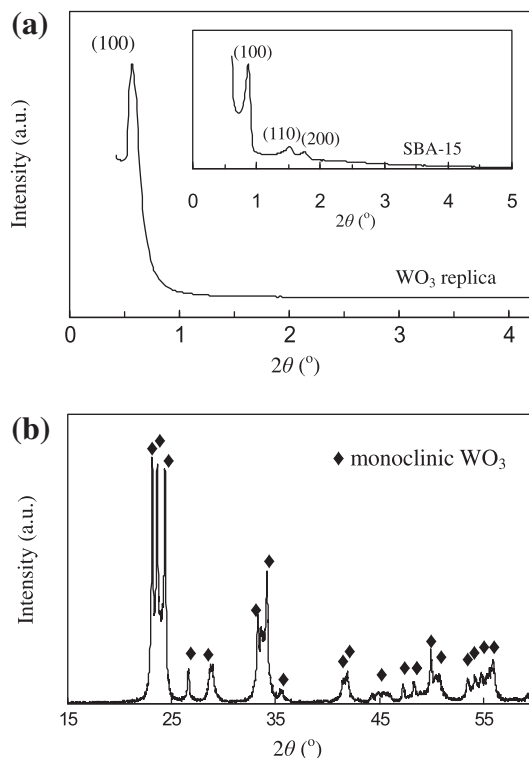 (a)
(100)
Intensity (a.u.)
(100)
(110)
(200)
SBA-15
0 1 2 3 4 5
2θ (°)
WO₃ replica
0 1 2 3 4
2θ (°)
(b)
♦ monoclinic WO₃
Intensity (a.u.)
15 25 35 45 55
2θ (°)